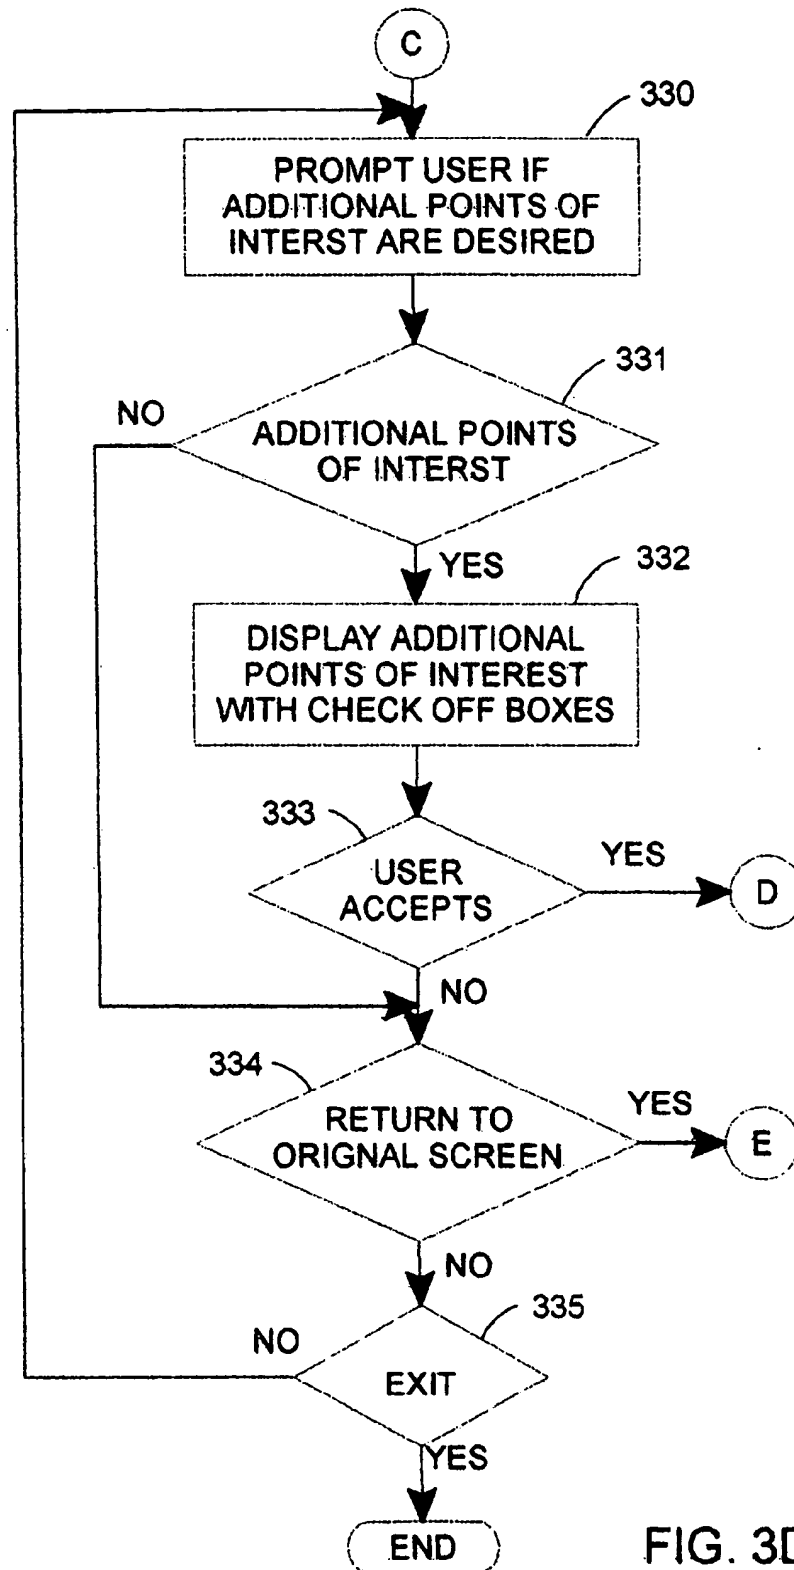 C
330
PROMPT USER IF
ADDITIONAL POINTS OF
INTERST ARE DESIRED
331
NO
ADDITIONAL POINTS
OF INTERST
YES
332
DISPLAY ADDITIONAL
POINTS OF INTEREST
WITH CHECK OFF BOXES
333
USER
ACCEPTS
YES
D
NO
334
RETURN TO
ORIGNAL SCREEN
YES
E
NO
335
NO
EXIT
YES
END
FIG. 3D